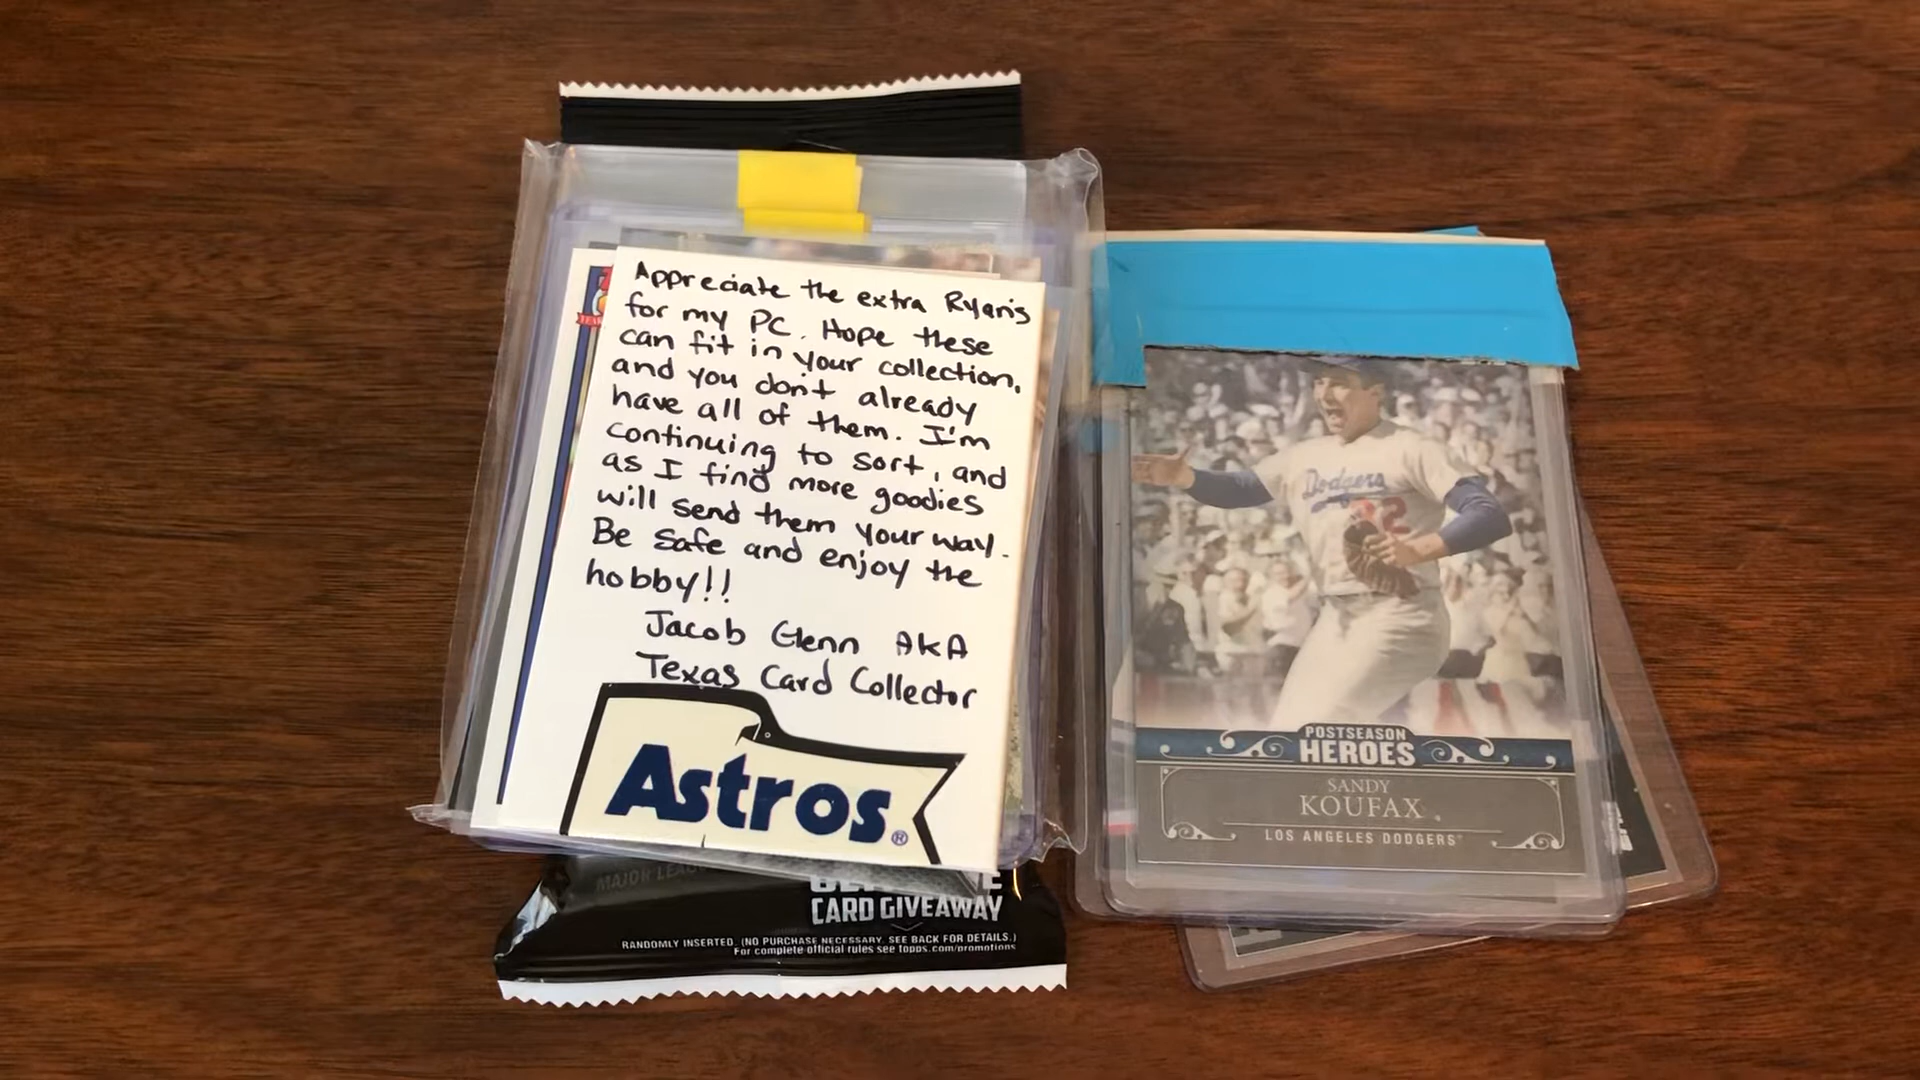 Appreciate the extra Ryan's
for my PC. Hope these
can fit in your collection,
and you don't already
have all of them. I'm
continuing to sort, and
as I find more goodies
will send them your way.
Be safe and enjoy the
hobby!!
Jacob Glenn AKA
Texas Card Collector
Astros®
MAJOR
CARD GIVEAWAY
RANDOMLY INSERTED. (NO PURCHASE NECESSARY. SEE BACK FOR DETAILS.)
For complete official rules see topps.com/promotions
Dodgers
32
POSTSEASON
HEROES
SANDY
KOUFAX
LOS ANGELES DODGERS